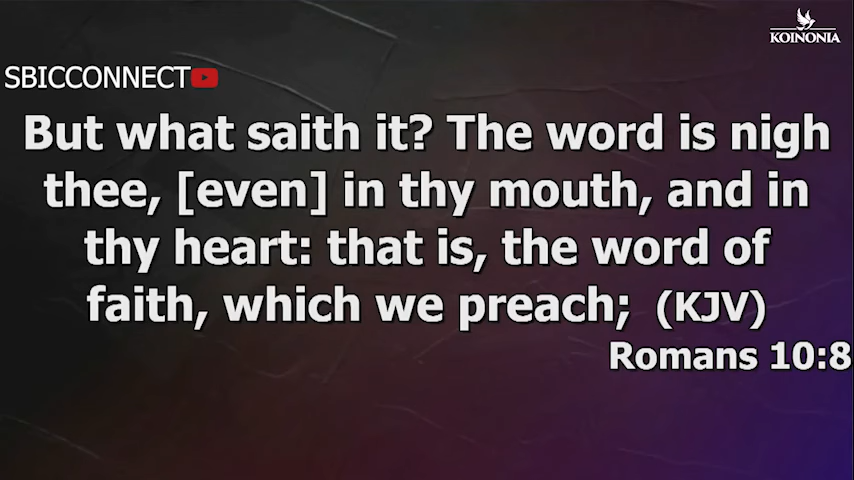 KOINONIA
SBICCONNECT
But what saith it? The word is nigh
thee, [even] in thy mouth, and in
thy heart: that is, the word of
faith, which we preach; (KJV)
Romans 10:8